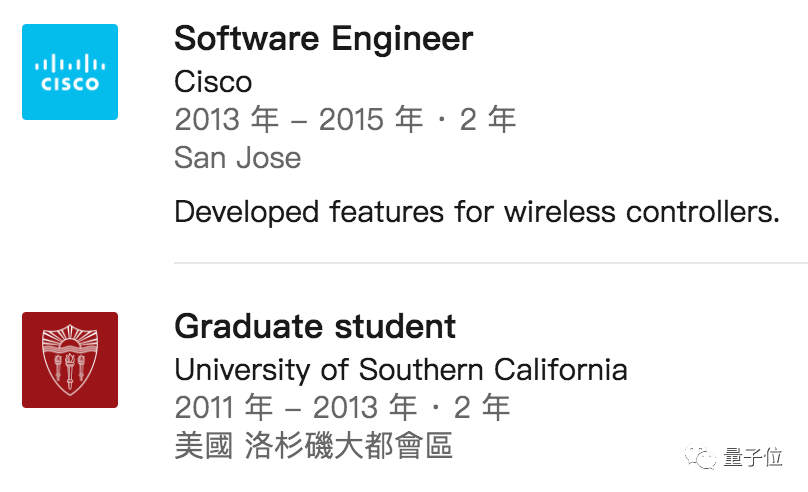 CISCO
Software Engineer
Cisco
2013 年 – 2015 年 · 2 年
San Jose
Developed features for wireless controllers.
Graduate student
University of Southern California
2011 年 – 2013 年 · 2 年
美國 洛杉磯大都會區
量子位